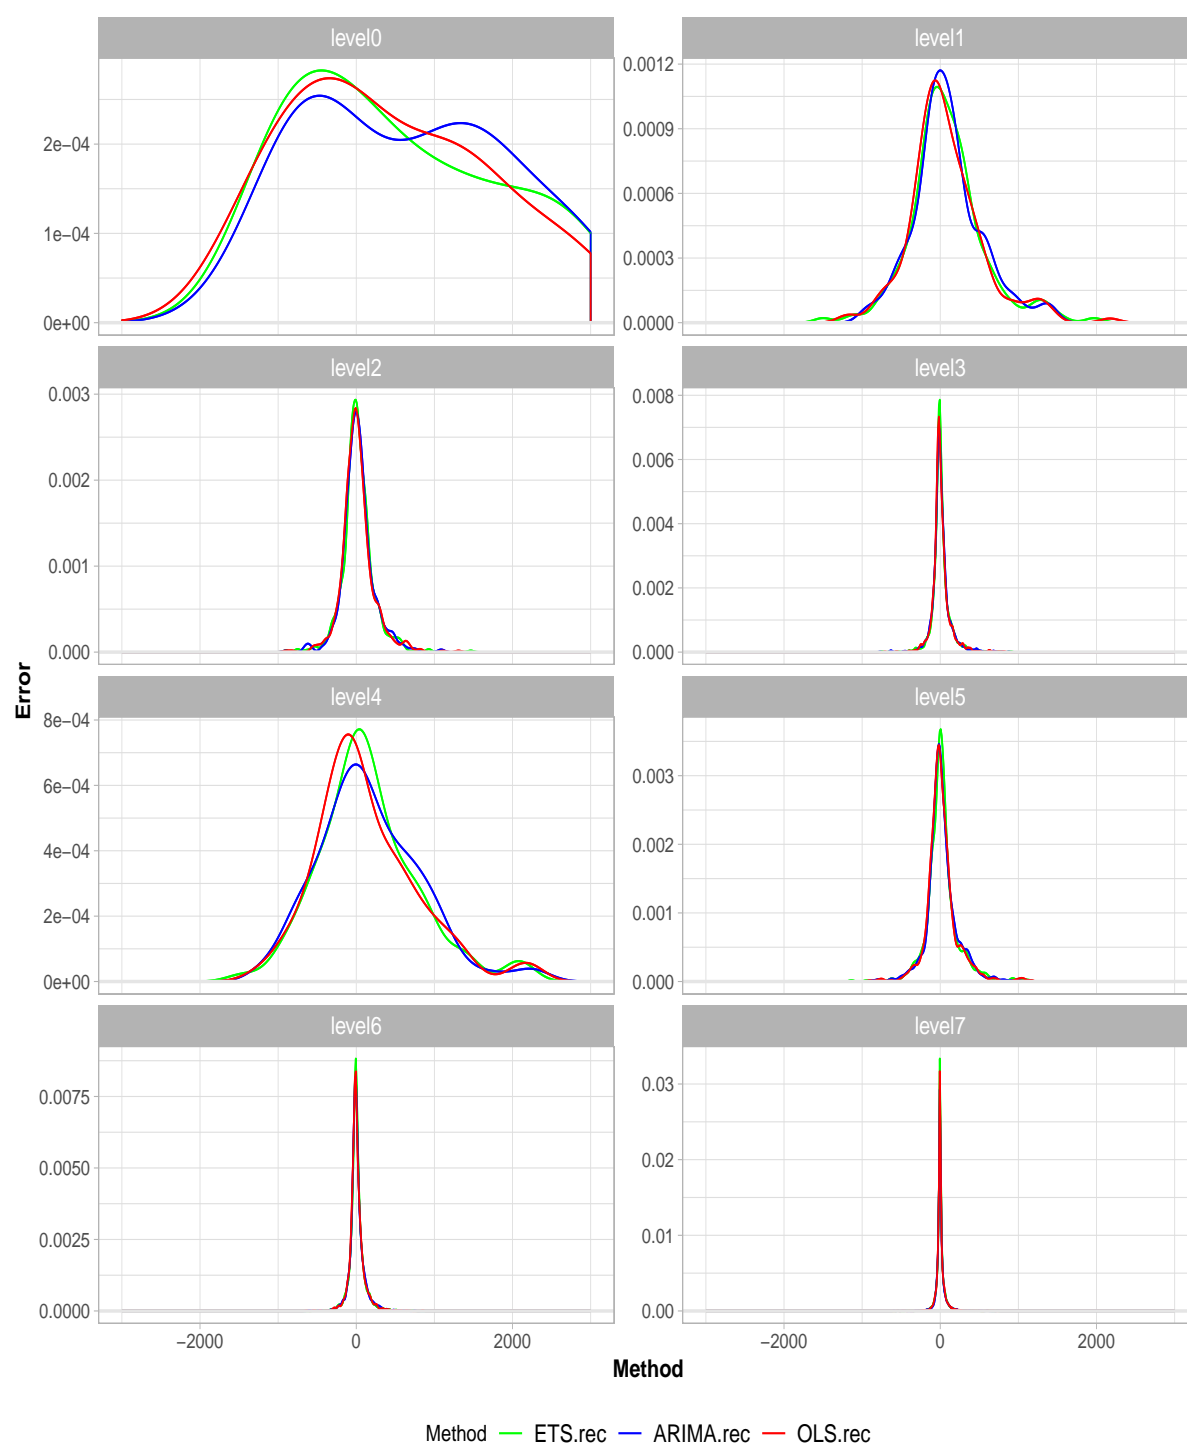 level0
level1
0e+00
1e−04
2e−04
0.0000
0.0003
0.0006
0.0009
0.0012
level2
level3
0.000
0.001
0.002
0.003
0.000
0.002
0.004
0.006
0.008
level4
level5
0e+00
2e−04
4e−04
6e−04
8e−04
0.000
0.001
0.002
0.003
level6
level7
0.0000
0.0025
0.0050
0.0075
0.00
0.01
0.02
0.03
−2000 0 2000
−2000 0 2000
Error
Method
Method ETS.rec ARIMA.rec OLS.rec